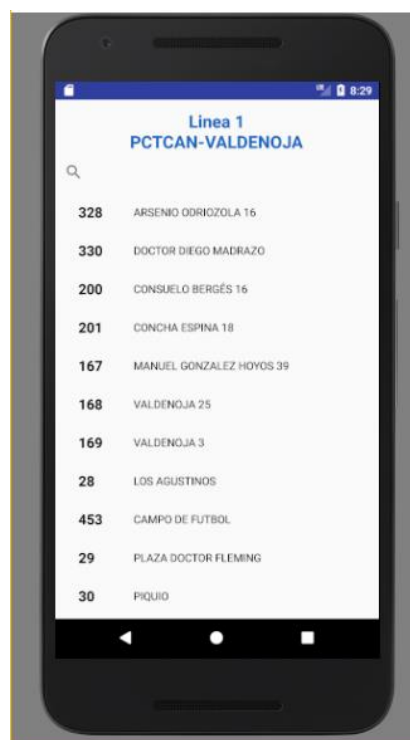 8:29
Linea 1
PCTCAN-VALDENOJA
328 ARSENIO ODRIOZOLA 16
330 DOCTOR DIEGO MADRAZO
200 CONSUELO BERGÉS 16
201 CONCHA ESPINA 18
167 MANUEL GONZALEZ HOYOS 39
168 VALDENOJA 25
169 VALDENOJA 3
28 LOS AGUSTINOS
453 CAMPO DE FUTBOL
29 PLAZA DOCTOR FLEMING
30 PIQUIO